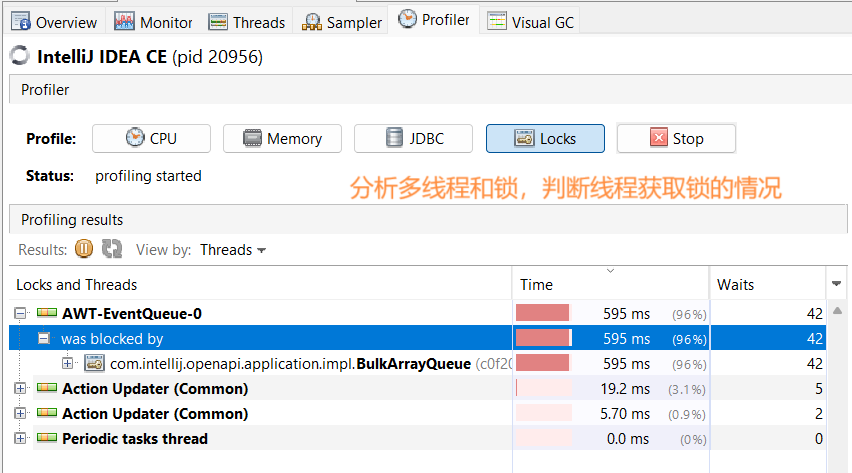 Overview Monitor Threads Sampler Profiler Visual GC
IntelliJ IDEA CE (pid 20956)
Profiler
Profile: CPU Memory JDBC Locks Stop
Status: profiling started
分析多线程和锁，判断线程获取锁的情况
Profiling results
Results: View by: Threads
Locks and Threads Time Waits
AWT-EventQueue-0 595 ms (96%) 42
was blocked by 595 ms (96%) 42
com.intellij.openapi.application.impl.BulkArrayQueue (c0f20 595 ms (96%) 42
Action Updater (Common) 19.2 ms (3.1%) 5
Action Updater (Common) 5.70 ms (0.9%) 2
Periodic tasks thread 0.0 ms (0%) 0